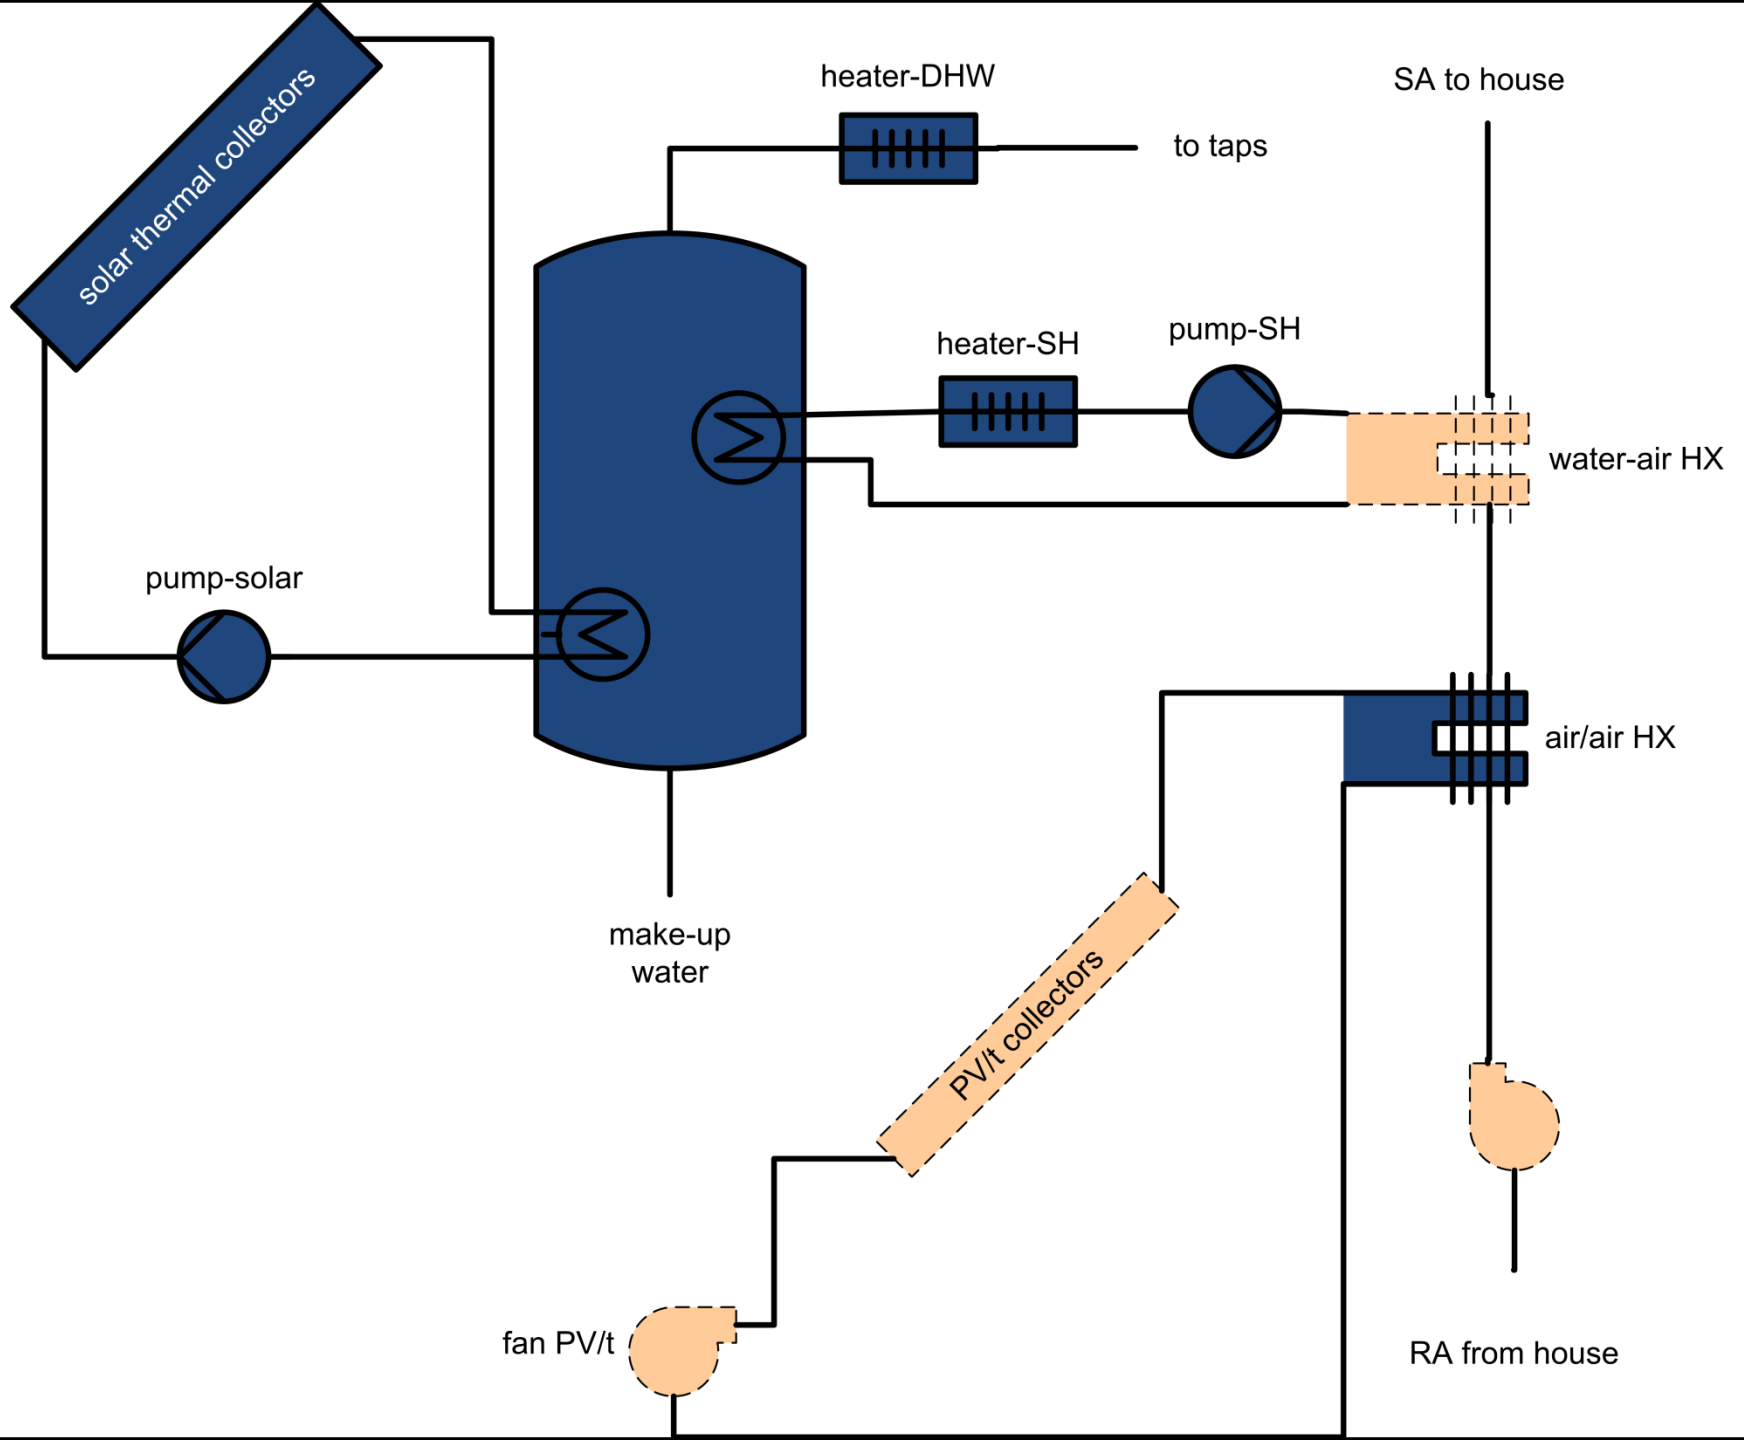 solar thermal collectors
heater-DHW
SA to house
to taps
heater-SH
pump-SH
water-air HX
pump-solar
air/air HX
make-up
water
PV/t collectors
fan PV/t
RA from house